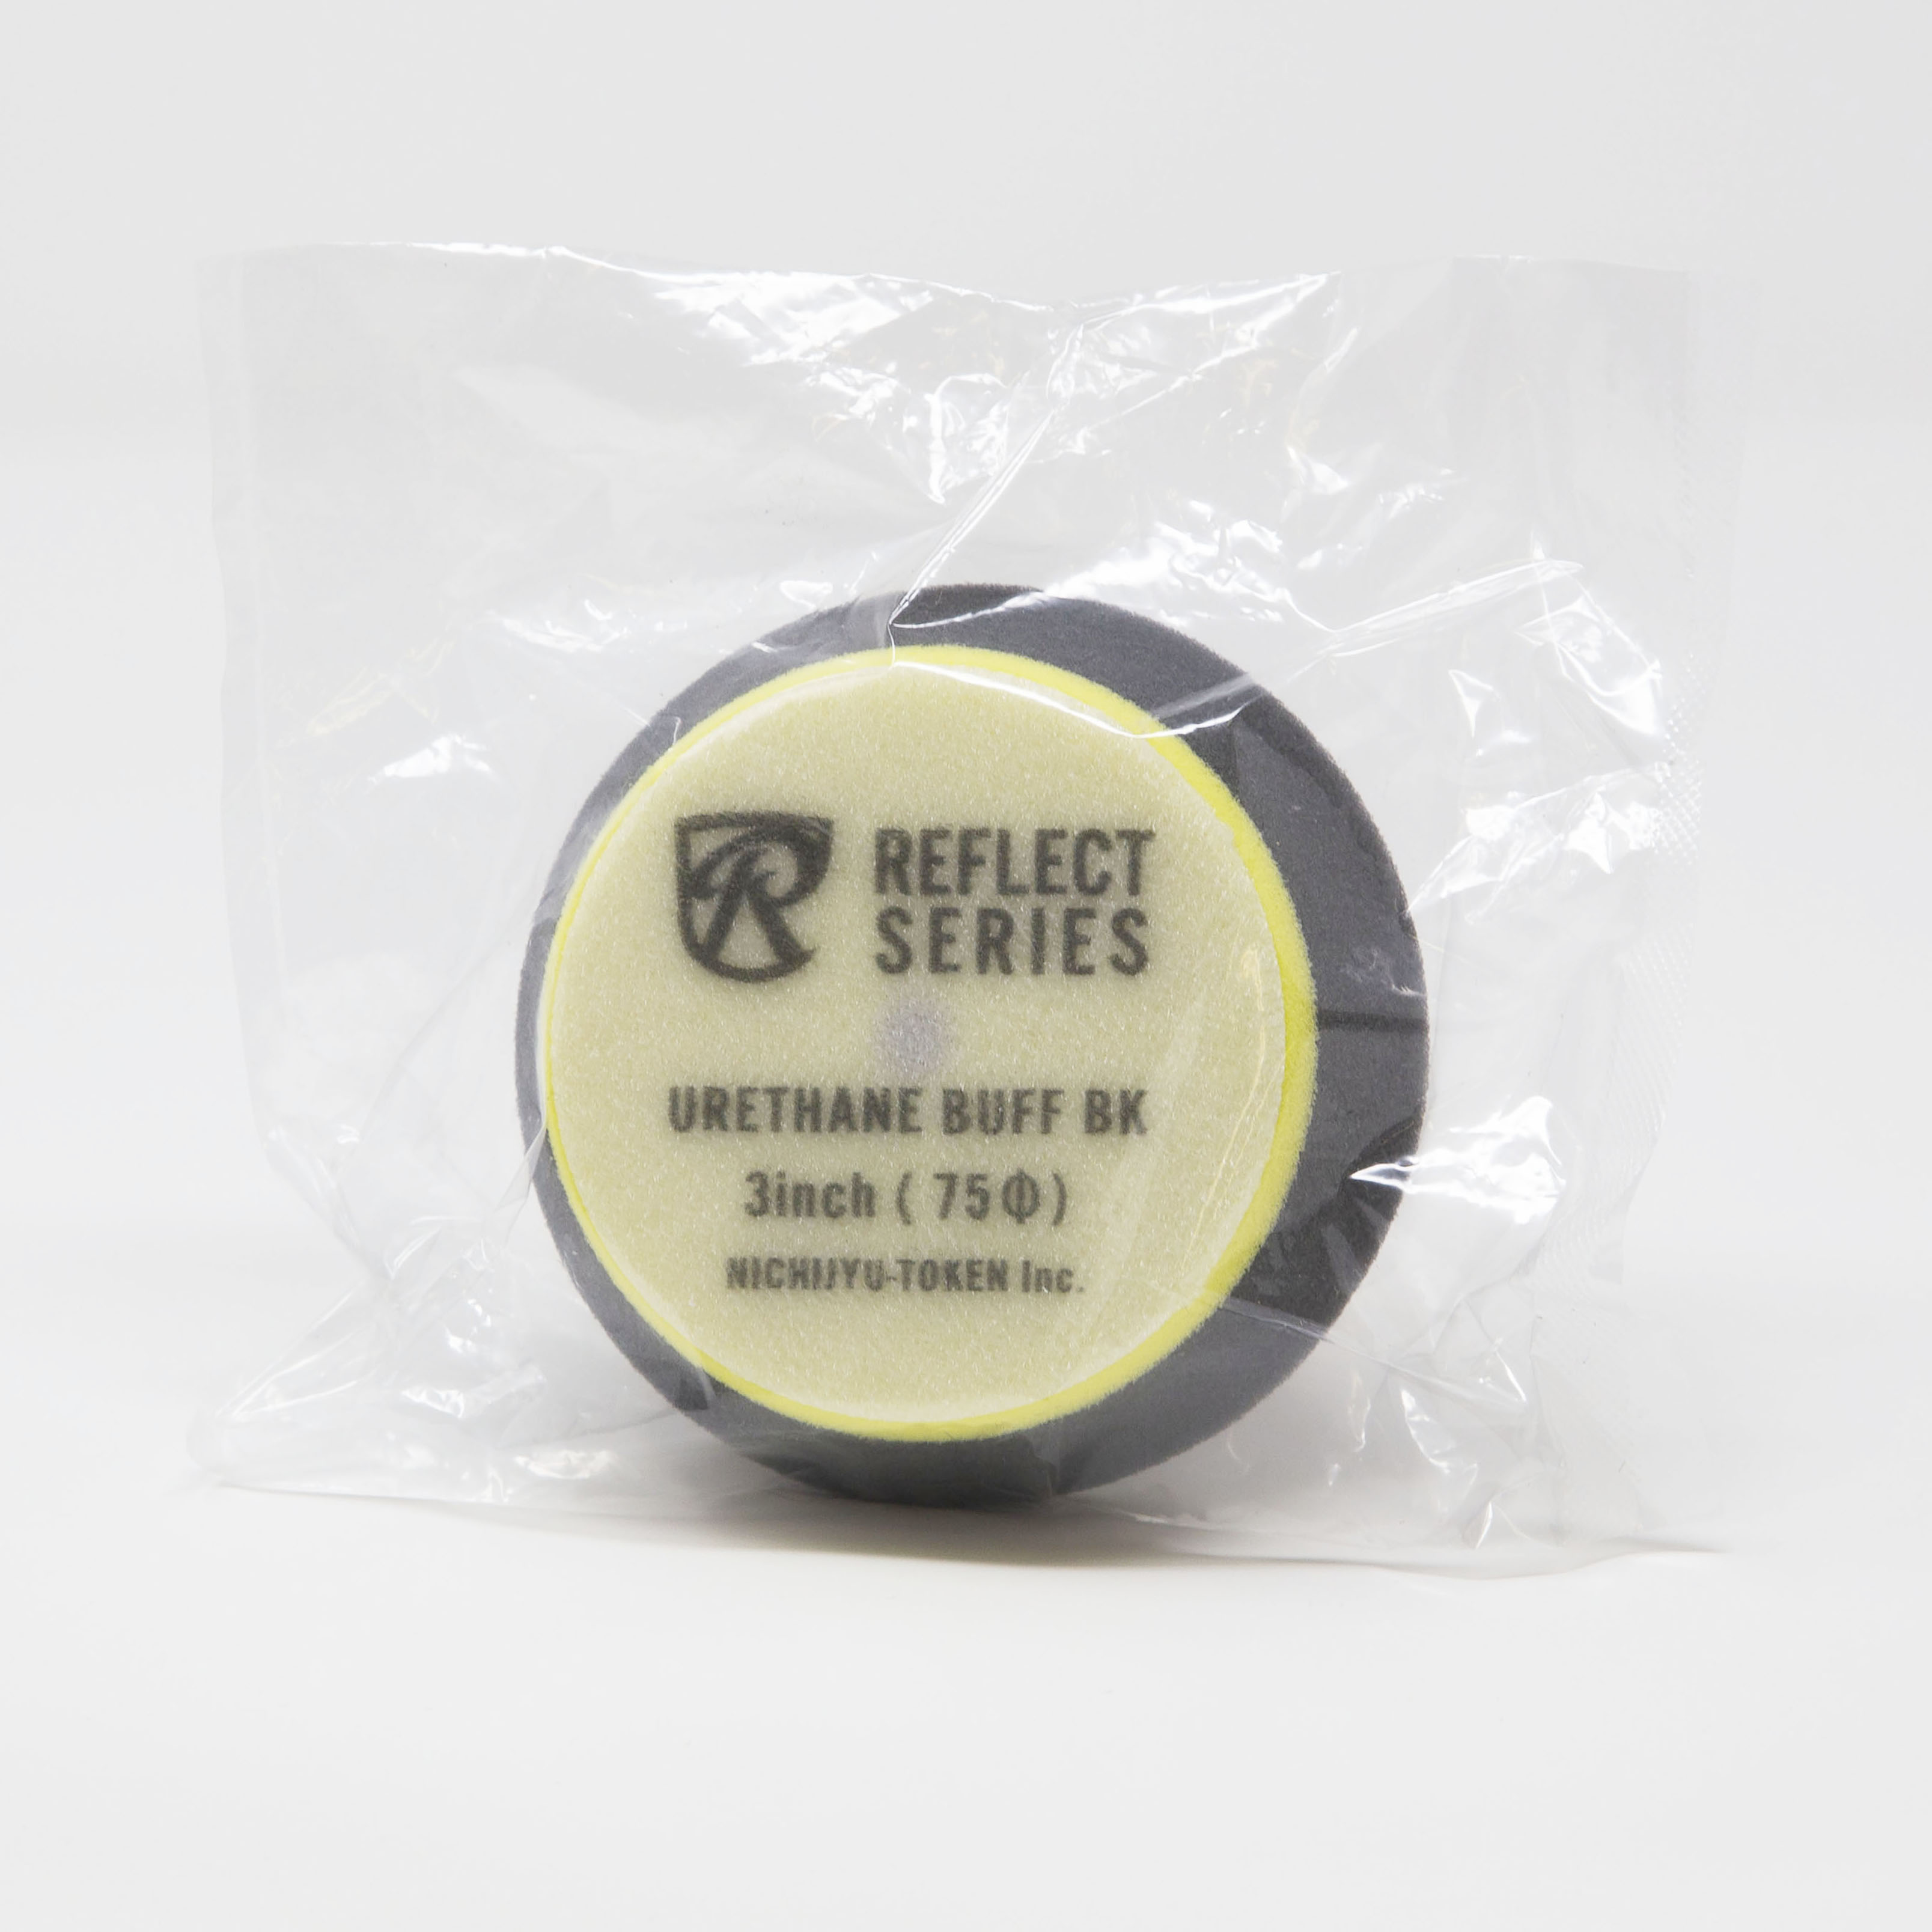 R
REFLECT
SERIES
URETHANE BUFF BK
3inch ( 75Φ)
NICHIJYU-TOKEN Inc.